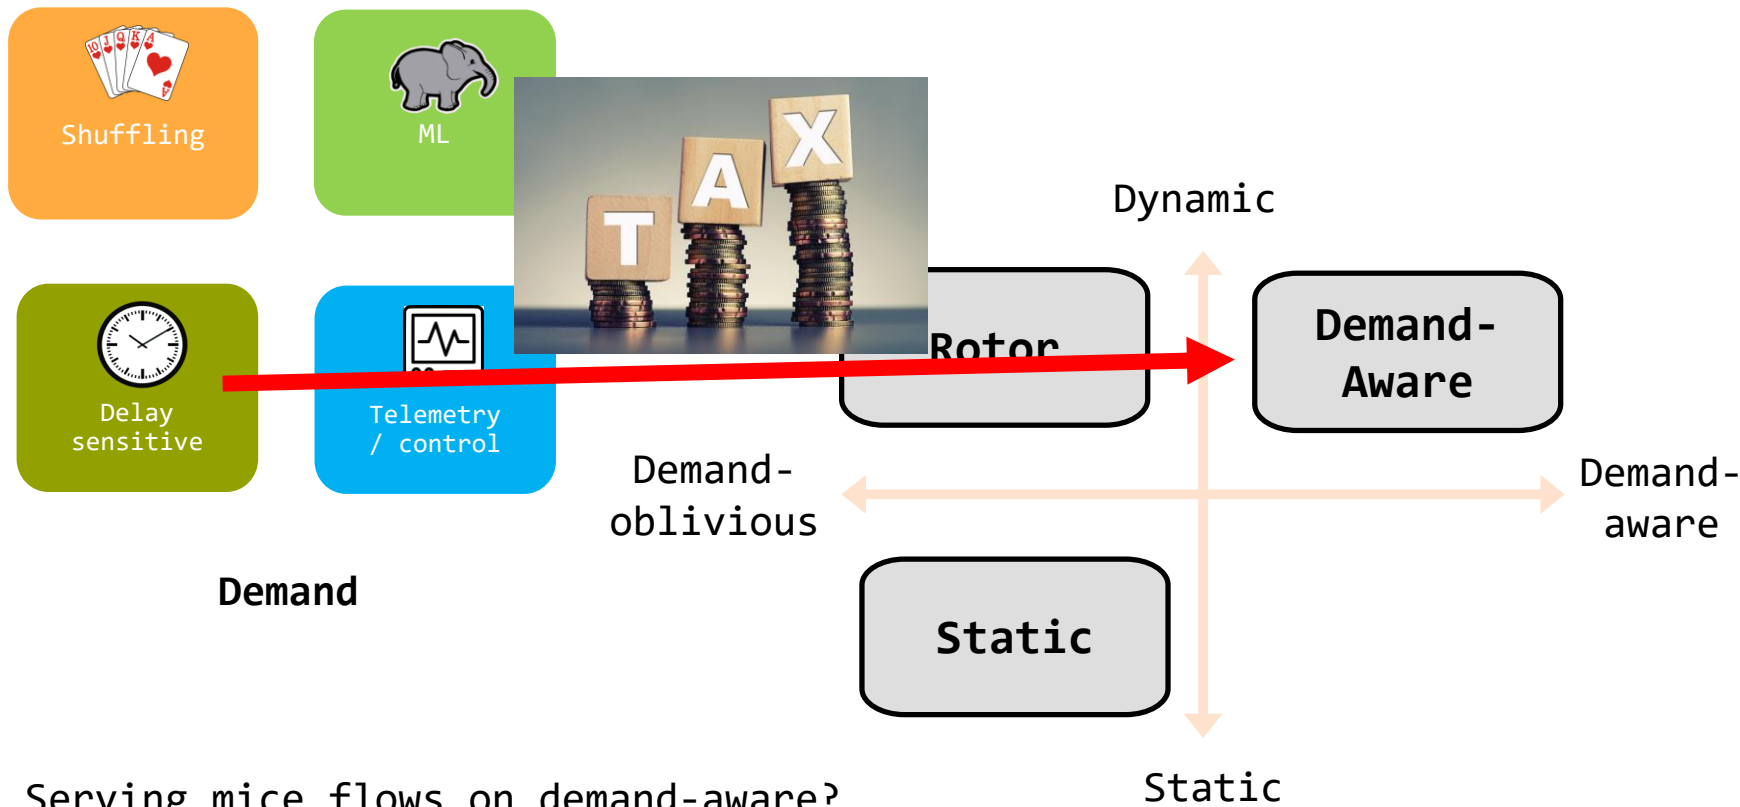 Shuffling
ML
T A X
Dynamic
Rotor
Demand-
Aware
Delay
sensitive
Telemetry
/ control
Demand-
oblivious
Demand-
aware
Demand
Static
Static
Serving mice flows on demand-aware?